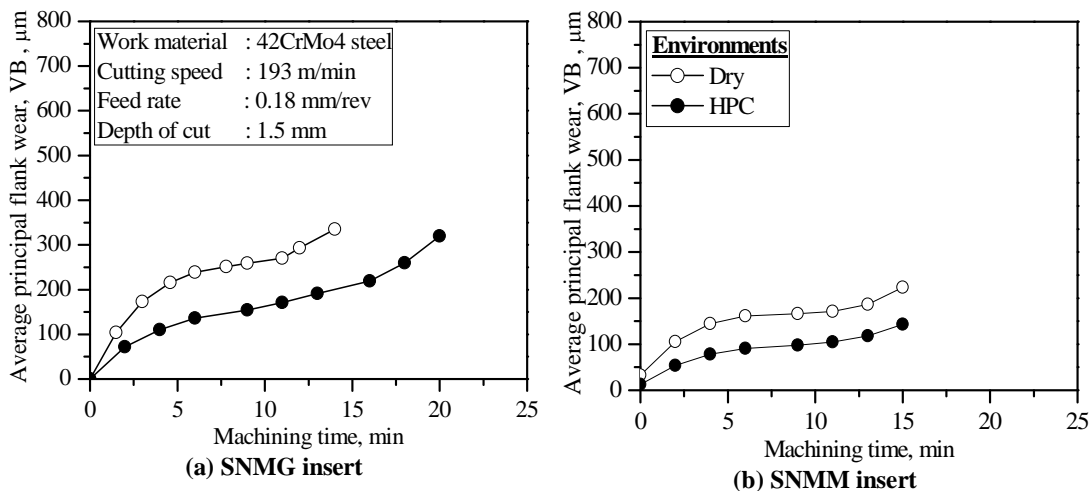 800
700
600
500
400
300
200
100
0
Average principal flank wear, VB , μm
Work material : 42CrMo4 steel
Cutting speed : 193 m/min
Feed rate : 0.18 mm/rev
Depth of cut : 1.5 mm
0 5 10 15 20 25
Machining time, min
(a) SNMG insert
800
700
600
500
400
300
200
100
0
Average principal flank wear, VB, μm
Environments
Dry
HPC
0 5 10 15 20 25
Machining time, min
(b) SNMM insert